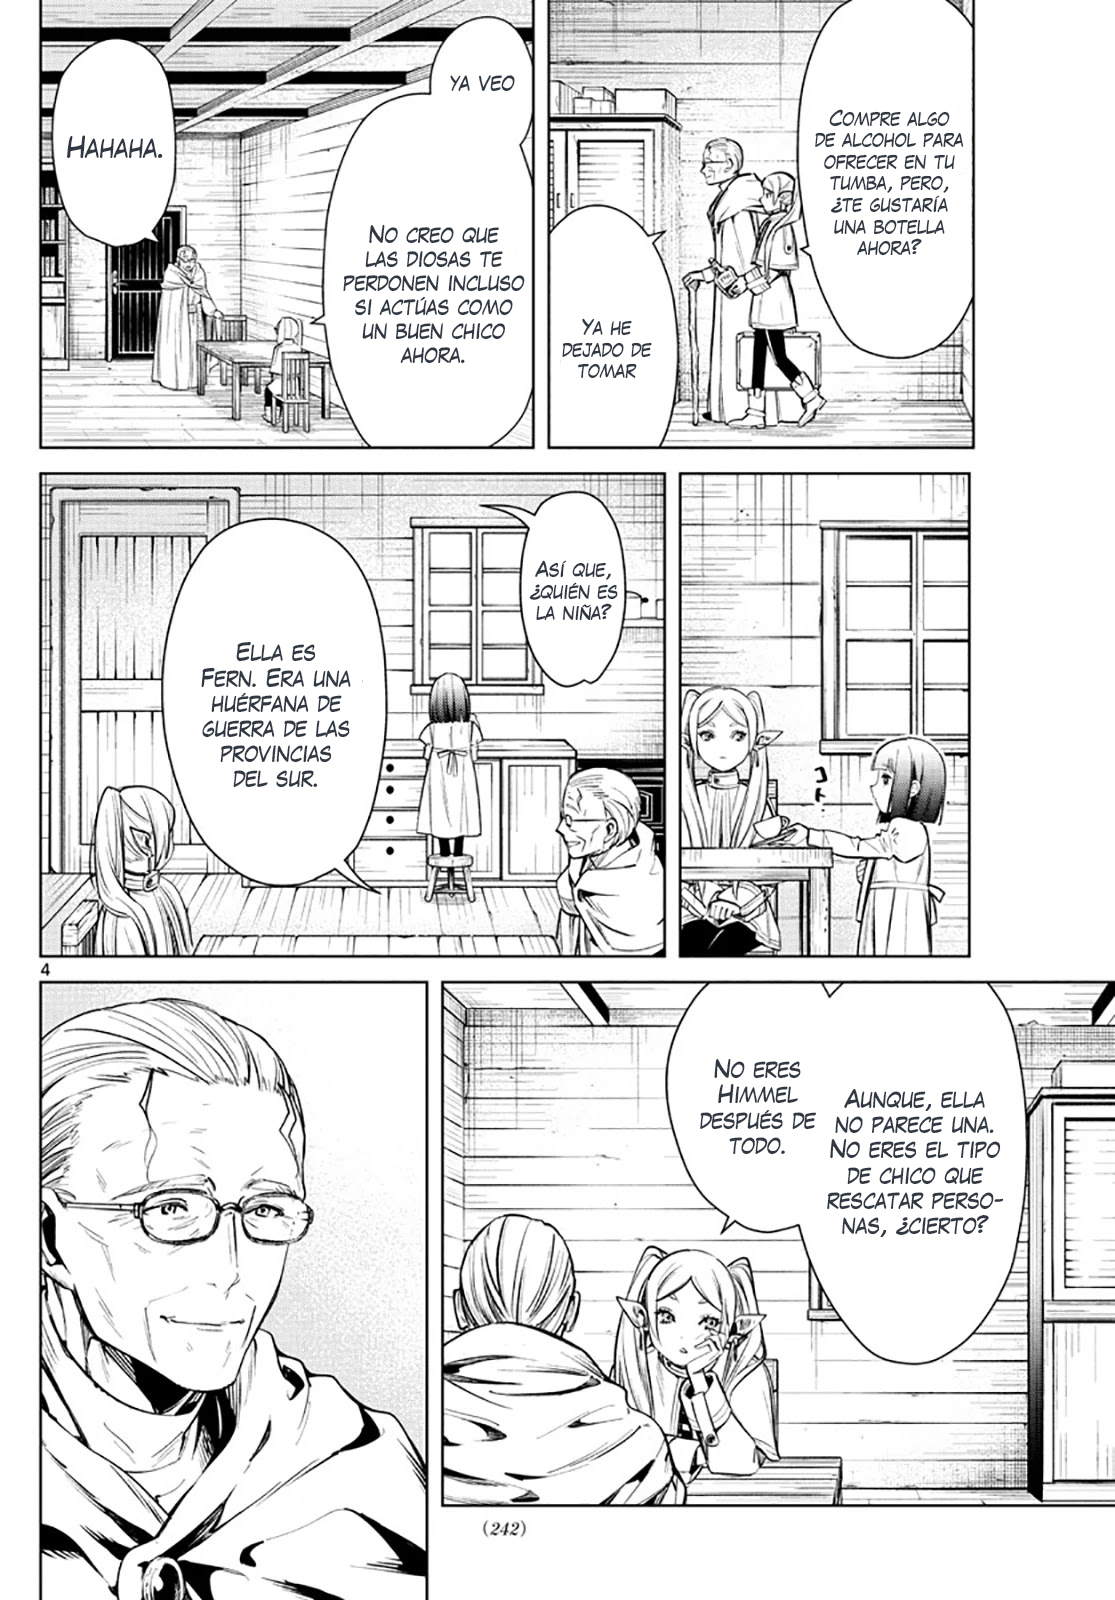 COMPRE ALGO
DE ALCOHOL PARA
OFRECER EN TU
TUMBA, PERO,
¿TE GUSTARÍA
UNA BOTELLA
AHORA?
YA HE
DEJADO DE
TOMAR
YA VEO
NO CREO QUE
LAS DIOSAS TE
PERDONEN INCLUSO
SI ACTÚAS COMO
UN BUEN CHICO
AHORA.
HAHAHA.
コト
ASÍ QUE,
¿QUIÉN ES
LA NIÑA?
ELLA ES
FERN. ERA UNA
HUÉRFANA DE
GUERRA DE LAS
PROVINCIAS
DEL SUR.
4
AUNQUE, ELLA
NO PARECE UNA.
NO ERES EL TIPO
DE CHICO QUE
RESCATAR PERSO-
NAS, ¿CIERTO?
NO ERES
HIMMEL
DESPUÉS DE
TODO.
(242)